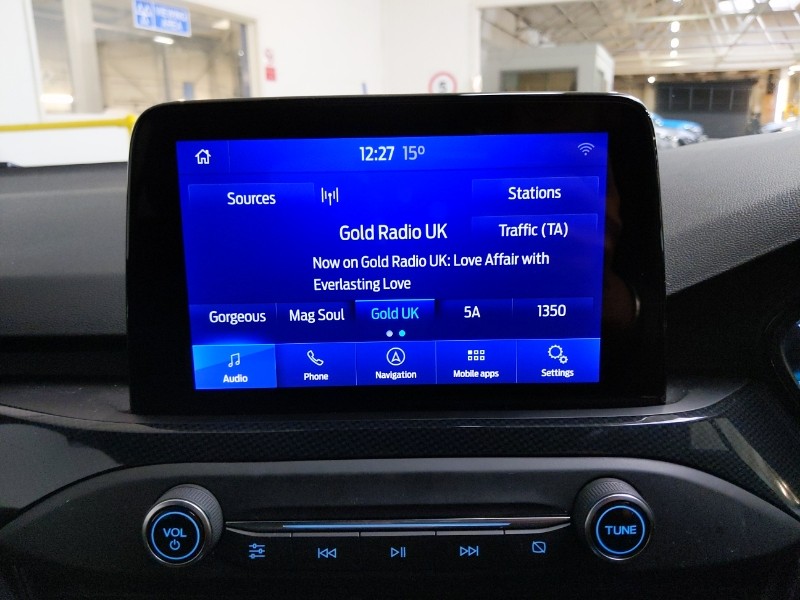 12:27 15°
Sources
Stations
Gold Radio UK
Traffic (TA)
Now on Gold Radio UK: Love Affair with
Everlasting Love
Gorgeous Mag Soul Gold UK 5A 1350
Audio Phone Navigation Mobile apps Settings
VOL
TUNE